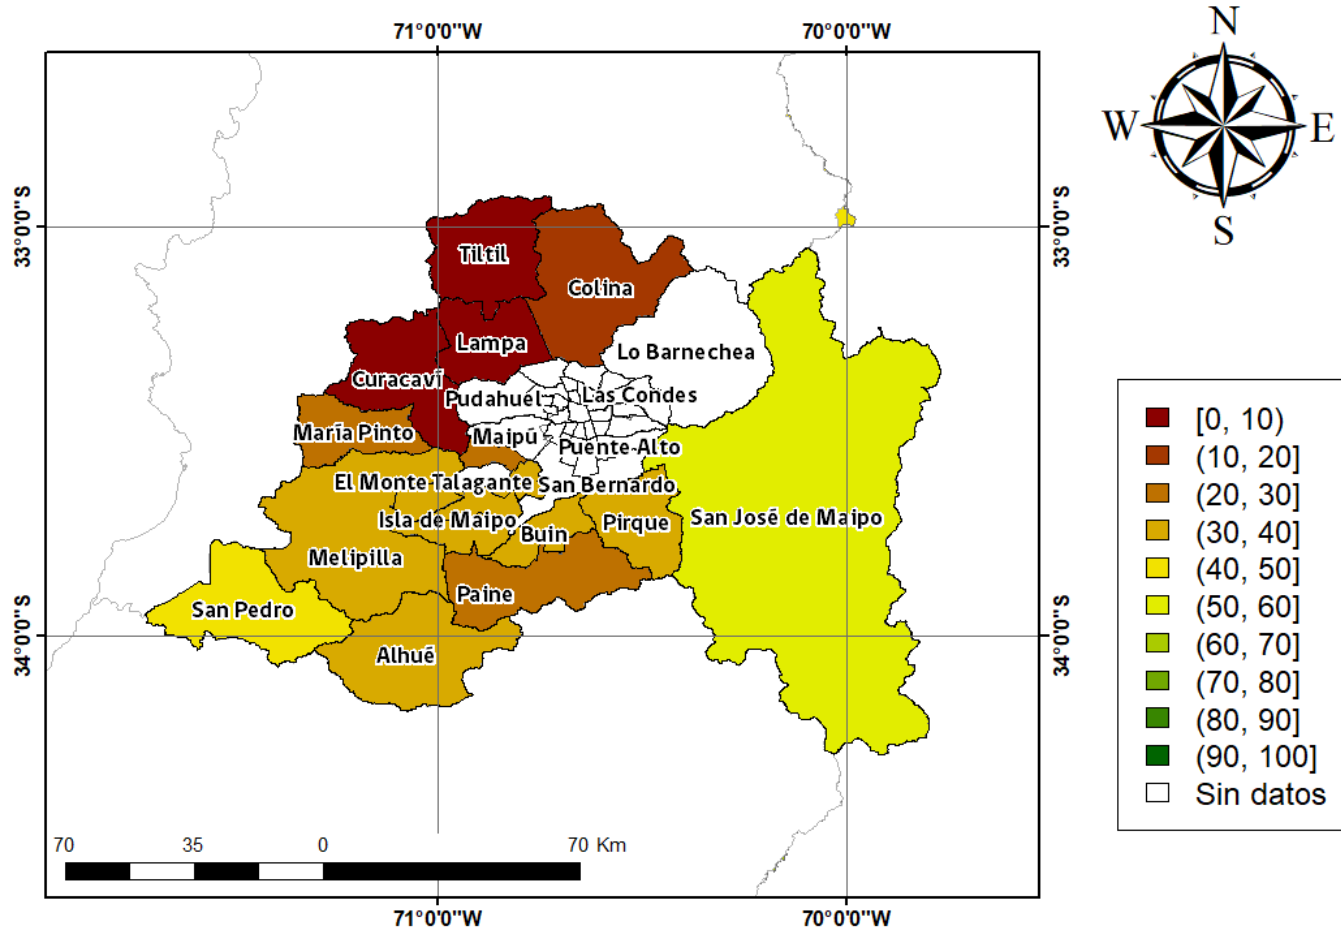 71°0'0"W
70°0'0"W
N
W
E
S
33°0'0"S
33°0'0"S
Tiltil
Colina
Lampa
Lo Barnechea
Curacaví
Pudahuel
Las Condes
María Pinto
Maipú
Puente Alto
El Monte
Talagante
San Bernardo
Isla de Maipo
Buin
Pirque
San José de Maipo
Melipilla
Paine
San Pedro
Alhué
34°0'0"S
34°0'0"S
[0, 10)
(10, 20]
(20, 30]
(30, 40]
(40, 50]
(50, 60]
(60, 70]
(70, 80]
(80, 90]
(90, 100]
Sin datos
70 35 0 70 Km
71°0'0"W
70°0'0"W